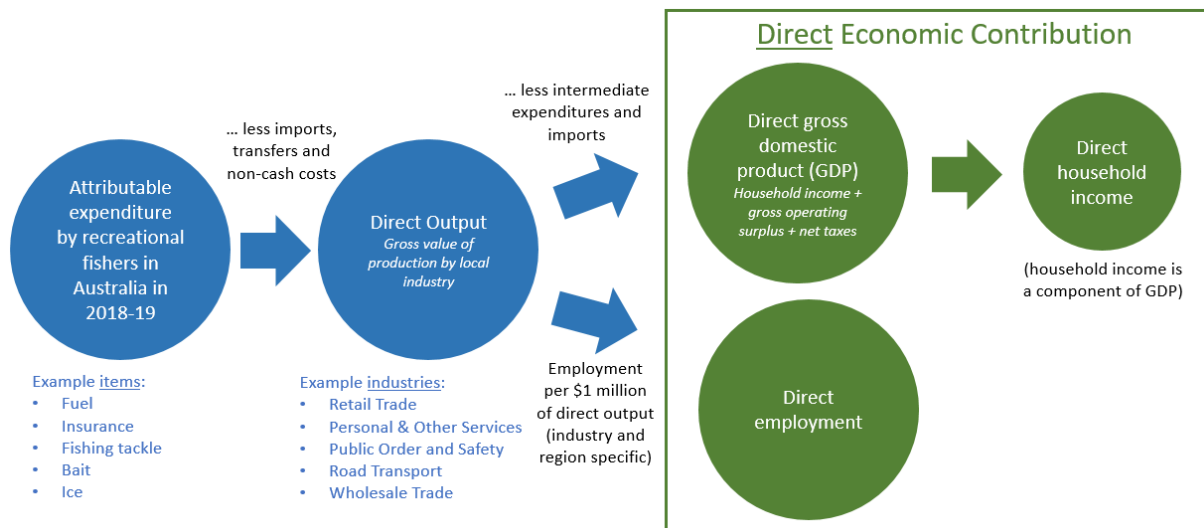 Direct Economic Contribution
Attributable
expenditure
by recreational
fishers in
Australia in
2018-19
… less imports,
transfers and
non-cash costs
Direct Output
Gross value of
production by local
industry
… less intermediate
expenditures and
imports
Direct gross
domestic
product (GDP)
Household income +
gross operating
surplus + net taxes
Direct
household
income
(household income is
a component of GDP)
Employment
per $1 million
of direct output
(industry and
region specific)
Direct
employment
Example items:
• Fuel
• Insurance
• Fishing tackle
• Bait
• Ice
Example industries:
• Retail Trade
• Personal & Other Services
• Public Order and Safety
• Road Transport
• Wholesale Trade